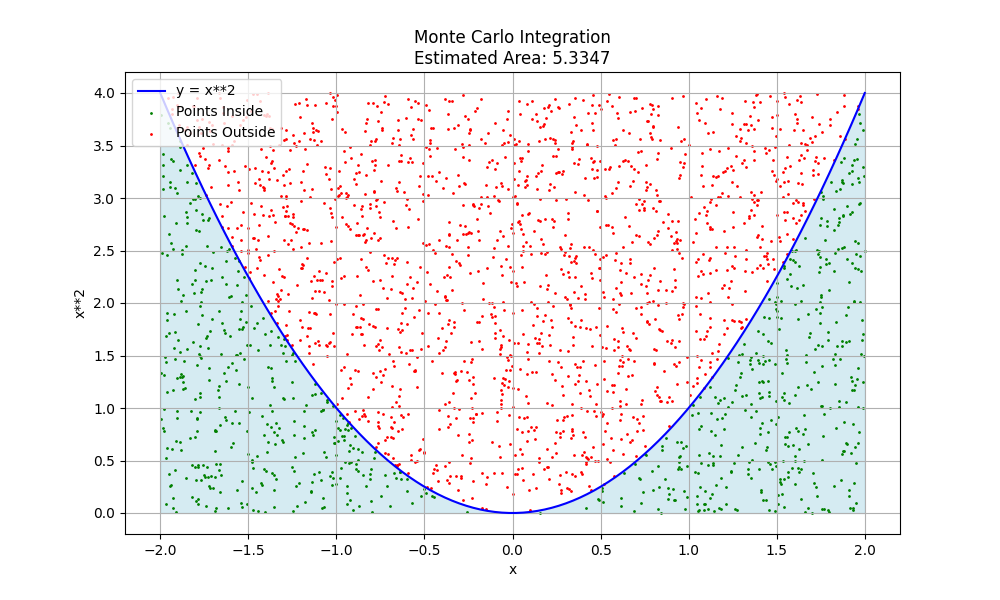 Monte Carlo Integration
Estimated Area: 5.3347
y = x**2
Points Inside
Points Outside
4.0
3.5
3.0
2.5
2.0
1.5
1.0
0.5
0.0
x**2
−2.0 −1.5 −1.0 −0.5 0.0 0.5 1.0 1.5 2.0
x